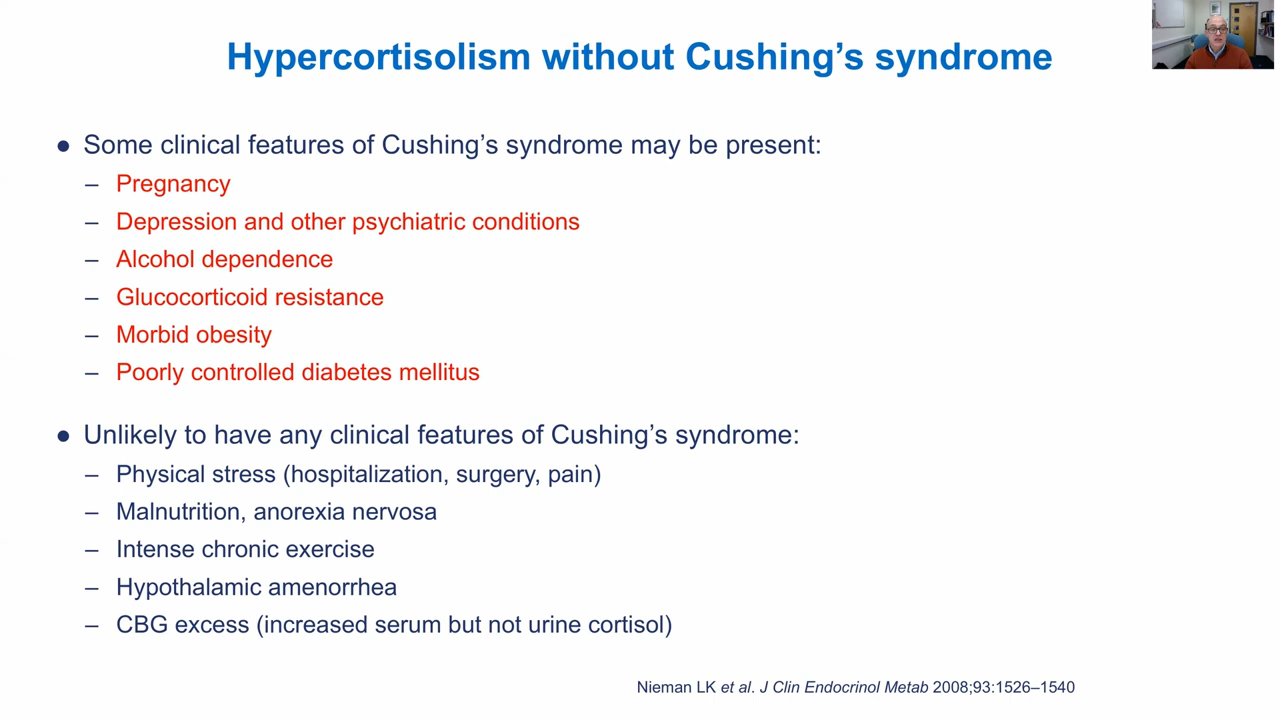 Hypercortisolism without Cushing’s syndrome
● Some clinical features of Cushing’s syndrome may be present:
– Pregnancy
– Depression and other psychiatric conditions
– Alcohol dependence
– Glucocorticoid resistance
– Morbid obesity
– Poorly controlled diabetes mellitus
● Unlikely to have any clinical features of Cushing’s syndrome:
– Physical stress (hospitalization, surgery, pain)
– Malnutrition, anorexia nervosa
– Intense chronic exercise
– Hypothalamic amenorrhea
– CBG excess (increased serum but not urine cortisol)
Nieman LK et al. J Clin Endocrinol Metab 2008;93:1526–1540